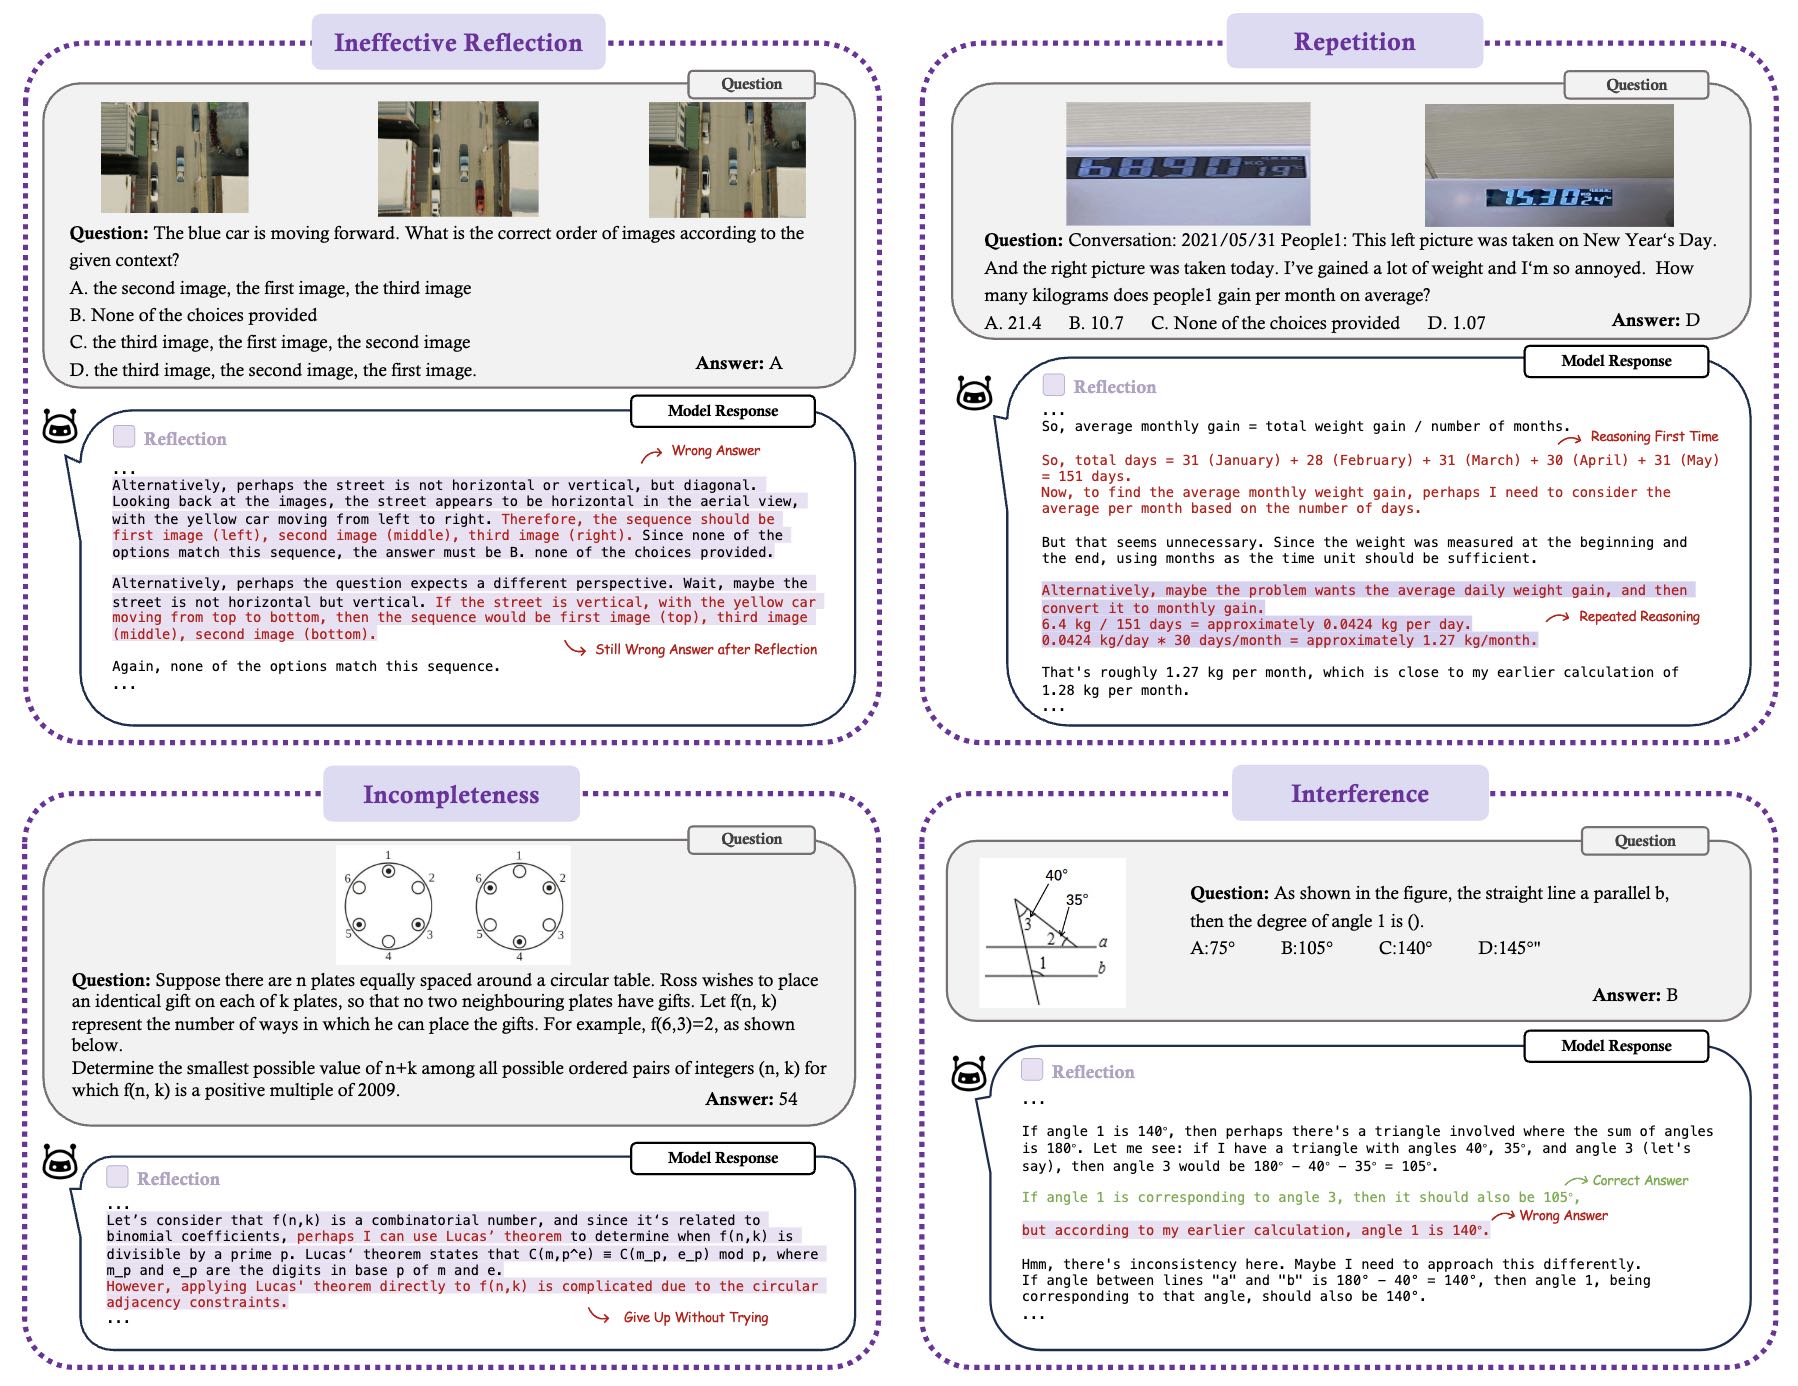 Ineffective Reflection
Question
Question: The blue car is moving forward. What is the correct order of images according to the
given context?
A. the second image, the first image, the third image
B. None of the choices provided
C. the third image, the first image, the second image
D. the third image, the second image, the first image.
Answer: A
Model Response
Reflection
Wrong Answer
...
Alternatively, perhaps the street is not horizontal or vertical, but diagonal.
Looking back at the images, the street appears to be horizontal in the aerial view,
with the yellow car moving from left to right. Therefore, the sequence should be
first image (left), second image (middle), third image (right). Since none of the
options match this sequence, the answer must be B. none of the choices provided.
Alternatively, perhaps the question expects a different perspective. Wait, maybe the
street is not horizontal but vertical. If the street is vertical, with the yellow car
moving from top to bottom, then the sequence would be first image (top), third image
(middle), second image (bottom).
Still Wrong Answer after Reflection
Again, none of the options match this sequence.
...
Repetition
Question
68.90 KG 19°
75.30 KG 24°
Question: Conversation: 2021/05/31 People1: This left picture was taken on New Year‘s Day.
And the right picture was taken today. I’ve gained a lot of weight and I‘m so annoyed. How
many kilograms does people1 gain per month on average?
A. 21.4 B. 10.7 C. None of the choices provided D. 1.07
Answer: D
Model Response
Reflection
...
So, average monthly gain = total weight gain / number of months.
Reasoning First Time
So, total days = 31 (January) + 28 (February) + 31 (March) + 30 (April) + 31 (May)
= 151 days.
Now, to find the average monthly weight gain, perhaps I need to consider the
average per month based on the number of days.
But that seems unnecessary. Since the weight was measured at the beginning and
the end, using months as the time unit should be sufficient.
Alternatively, maybe the problem wants the average daily weight gain, and then
convert it to monthly gain.
6.4 kg / 151 days = approximately 0.0424 kg per day.
0.0424 kg/day * 30 days/month = approximately 1.27 kg/month.
Repeated Reasoning
That's roughly 1.27 kg per month, which is close to my earlier calculation of
1.28 kg per month.
...
Incompleteness
Question
1 2 3 4 5 6
1 2 3 4 5 6
Question: Suppose there are n plates equally spaced around a circular table. Ross wishes to place
an identical gift on each of k plates, so that no two neighbouring plates have gifts. Let f(n, k)
represent the number of ways in which he can place the gifts. For example, f(6,3)=2, as shown
below.
Determine the smallest possible value of n+k among all possible ordered pairs of integers (n, k) for
which f(n, k) is a positive multiple of 2009.
Answer: 54
Model Response
Reflection
...
Let’s consider that f(n,k) is a combinatorial number, and since it‘s related to
binomial coefficients, perhaps I can use Lucas’ theorem to determine when f(n,k) is
divisible by a prime p. Lucas‘ theorem states that C(m,p^e) ≡ C(m_p, e_p) mod p, where
m_p and e_p are the digits in base p of m and e.
However, applying Lucas' theorem directly to f(n,k) is complicated due to the circular
adjacency constraints.
Give Up Without Trying
...
Interference
Question
40°
35°
3
2
a
1
b
Question: As shown in the figure, the straight line a parallel b,
then the degree of angle 1 is ().
A:75° B:105° C:140° D:145°"
Answer: B
Model Response
Reflection
...
If angle 1 is 140°, then perhaps there's a triangle involved where the sum of angles
is 180°. Let me see: if I have a triangle with angles 40°, 35°, and angle 3 (let's
say), then angle 3 would be 180° − 40° − 35° = 105°.
Correct Answer
If angle 1 is corresponding to angle 3, then it should also be 105°,
Wrong Answer
but according to my earlier calculation, angle 1 is 140°.
Hmm, there's inconsistency here. Maybe I need to approach this differently.
If angle between lines "a" and "b" is 180° − 40° = 140°, then angle 1, being
corresponding to that angle, should also be 140°.
...